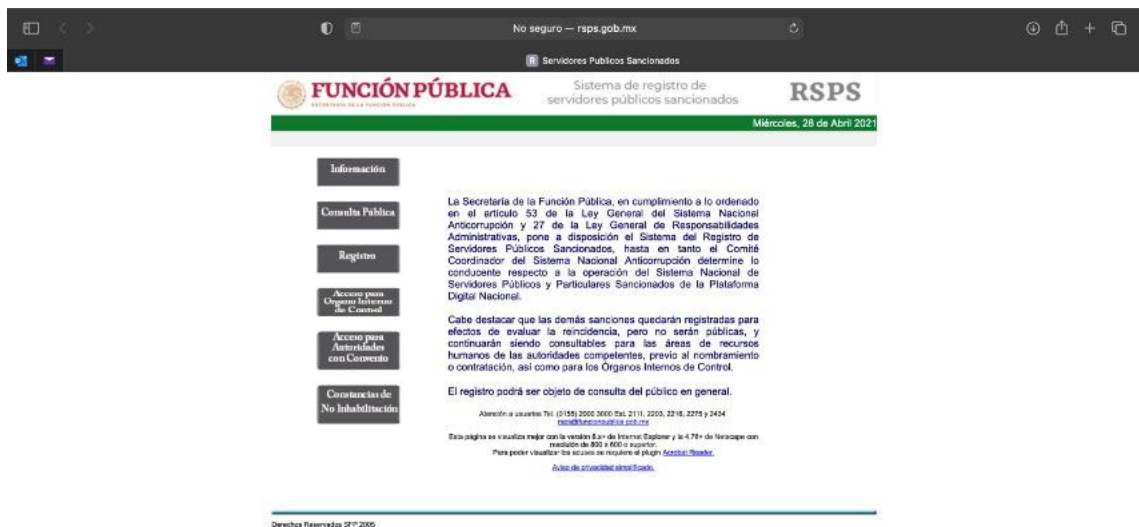 No seguro — rsps.gob.mx
R Servidores Publicos Sancionados
FUNCIÓN PÚBLICA
SECRETARÍA DE LA FUNCIÓN PÚBLICA
Sistema de registro de
servidores públicos sancionados
RSPS
Miércoles, 28 de Abril 2021
Información
Consulta Pública
Registro
Acceso para
Organo Interno
de Control
Acceso para
Autoridades
con Convenio
Constancias de
No Inhabilitación
La Secretaría de la Función Pública, en cumplimiento a lo ordenado
en el artículo 53 de la Ley General del Sistema Nacional
Anticorrupción y 27 de la Ley General de Responsabilidades
Administrativas, pone a disposición el Sistema del Registro de
Servidores Públicos Sancionados, hasta en tanto el Comité
Coordinador del Sistema Nacional Anticorrupción determine lo
conducente respecto a la operación del Sistema Nacional de
Servidores Públicos y Particulares Sancionados de la Plataforma
Digital Nacional.
Cabe destacar que las demás sanciones quedarán registradas para
efectos de evaluar la reincidencia, pero no serán públicas, y
continuarán siendo consultables para las áreas de recursos
humanos de las autoridades competentes, previo al nombramiento
o contratación, así como para los Órganos Internos de Control.
El registro podrá ser objeto de consulta del público en general.
Atención a usuarios Tel. (0155) 2000 3000 Ext. 2111, 2203, 2216, 2275 y 2434
rsps@funcionpublica.gob.mx
Esta página se visualiza mejor con la versión 6.x+ de Internet Explorer y la 4.76+ de Netscape con
resolución de 800 x 600 o superior.
Para poder visualizar los acuses se requiere el plugin Acrobat Reader.
Aviso de privacidad simplificado.
Derechos Reservados SFP 2005